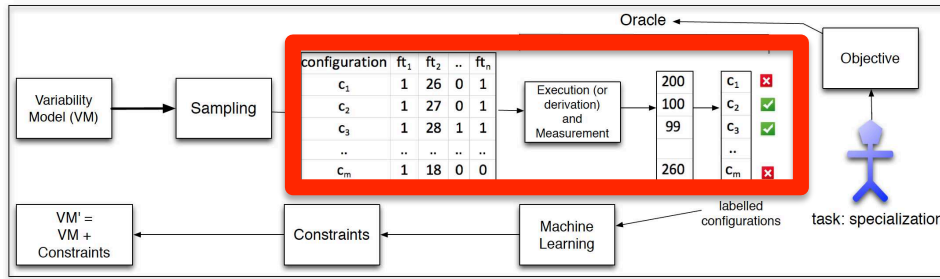 Oracle
Objective
Variability
Model (VM)
Sampling
configuration ft1 ft2 .. ftn
c1 1 26 0 1
c2 1 27 0 1
c3 1 28 1 1
.. .. .. .. ..
cm 1 18 0 0
Execution (or
derivation)
and
Measurement
200
100
99
260
c1
c2
c3
..
cm
task: specialization
labelled
configurations
Machine
Learning
Constraints
VM' =
VM +
Constraints